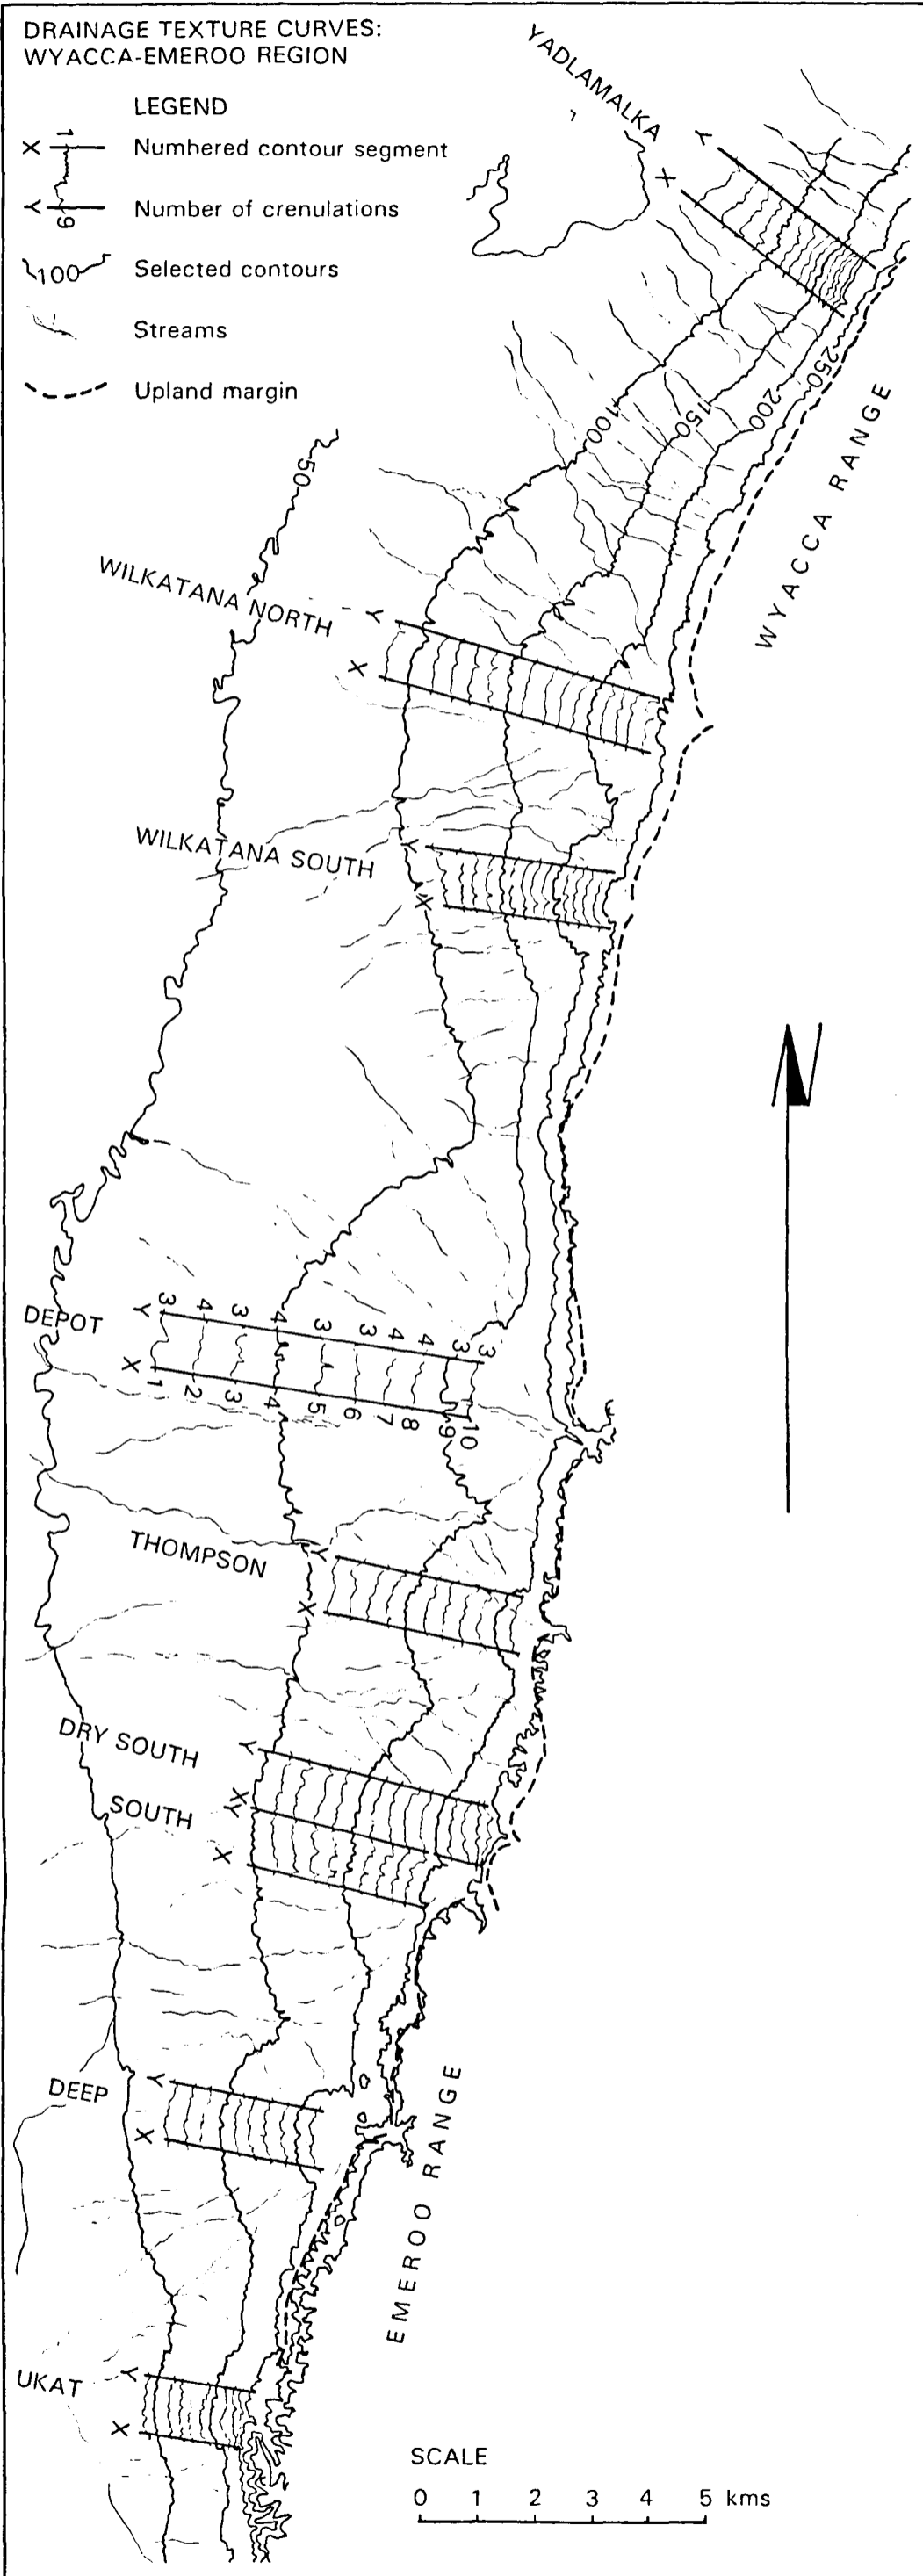 DRAINAGE TEXTURE CURVES:
WYACCA-EMEROO REGION
LEGEND
X 1 Numhered contour segment
Y 9 Number of crenulations
100 Selected contours
Streams
Upland margin
YADLAMALKA
Y
X
250
200
150
100
50
WYACCA RANGE
WILKATANA NORTH
Y
X
WILKATANA SOUTH
Y
X
N
DEPOT
Y 3 4 3 4 3 3 4 4 3 3
X 1 2 3 4 5 6 7 8 9 10
THOMPSON
Y
X
DRY SOUTH
Y
X
SOUTH
Y
X
DEEP
Y
X
EMEROO RANGE
UKAT
Y
X
SCALE
0 1 2 3 4 5 kms